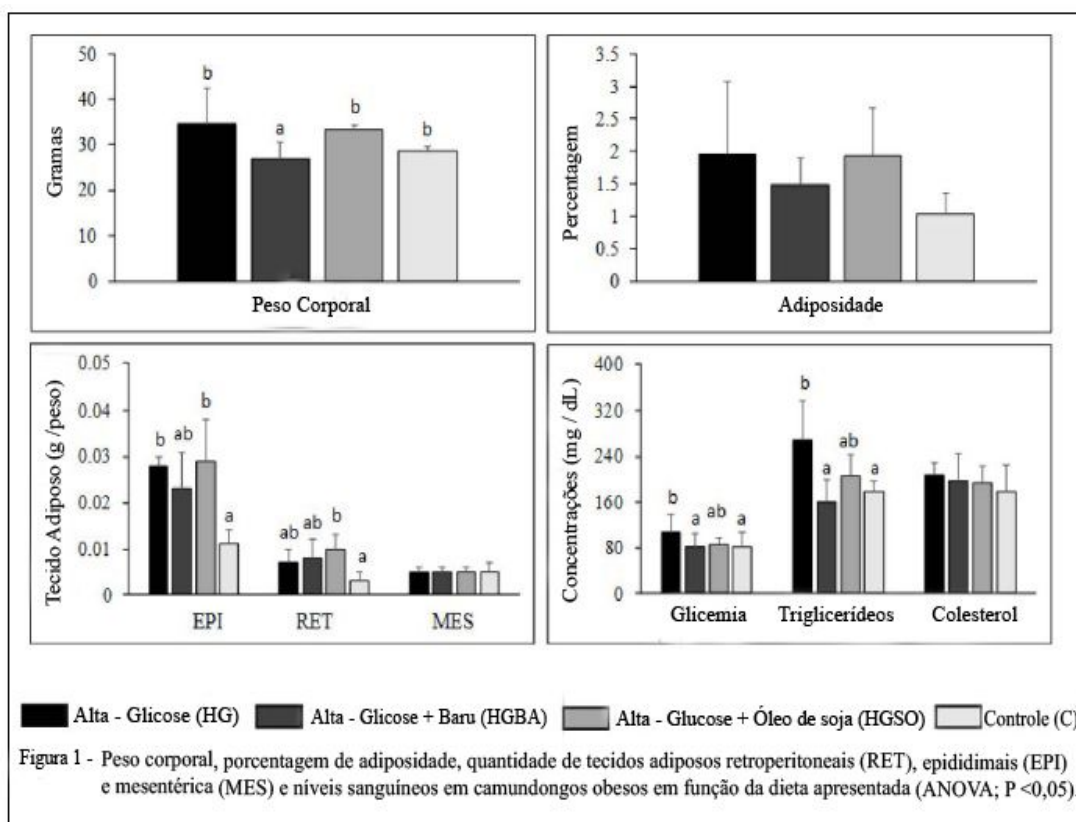 50
40
30
20
10
0
Gramas
b
a
b
b
Peso Corporal
3.5
3
2.5
2
1.5
1
0.5
0
Percentagem
Adiposidade
0.05
0.04
0.03
0.02
0.01
0
Tecido Adiposo (g /peso)
b
ab
b
a
ab
ab
b
a
EPI
RET
MES
400
320
240
160
80
0
Concentrações (mg / dL)
b
a
ab
a
b
a
ab
a
Glicemia
Triglicerídeos
Colesterol
Alta - Glicose (HG)
Alta - Glicose + Baru (HGBA)
Alta - Glucose + Óleo de soja (HGSO)
Controle (C)
Figura 1 - Peso corporal, porcentagem de adiposidade, quantidade de tecidos adiposos retroperitoneais (RET), epididimais (EPI)
e mesentérica (MES) e níveis sanguíneos em camundongos obesos em função da dieta apresentada (ANOVA; P <0,05).